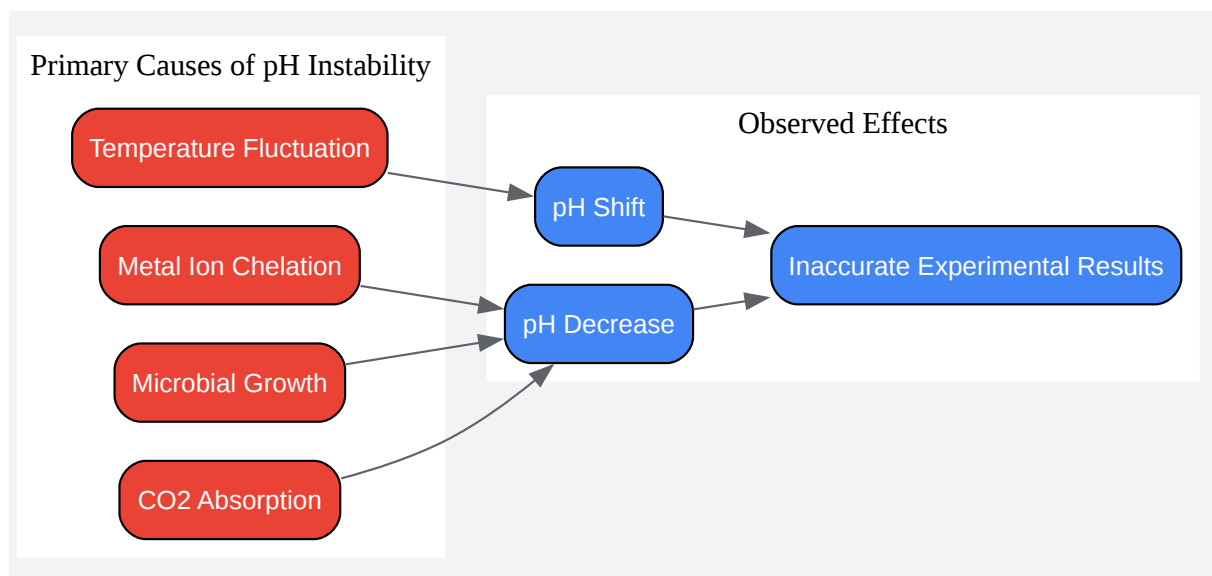 Primary Causes of pH Instability
Temperature Fluctuation
Metal Ion Chelation
Microbial Growth
CO2 Absorption
Observed Effects
pH Shift
pH Decrease
Inaccurate Experimental Results